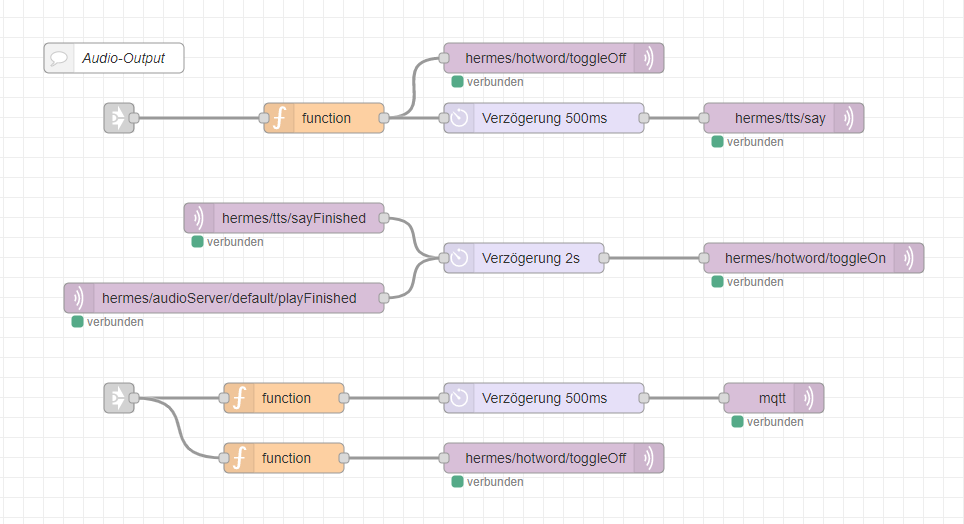 Audio-Output
hermes/hotword/toggleOff
verbunden
function
Verzögerung 500ms
hermes/tts/say
verbunden
hermes/tts/sayFinished
verbunden
Verzögerung 2s
hermes/hotword/toggleOn
verbunden
hermes/audioServer/default/playFinished
verbunden
function
Verzögerung 500ms
mqtt
verbunden
function
hermes/hotword/toggleOff
verbunden